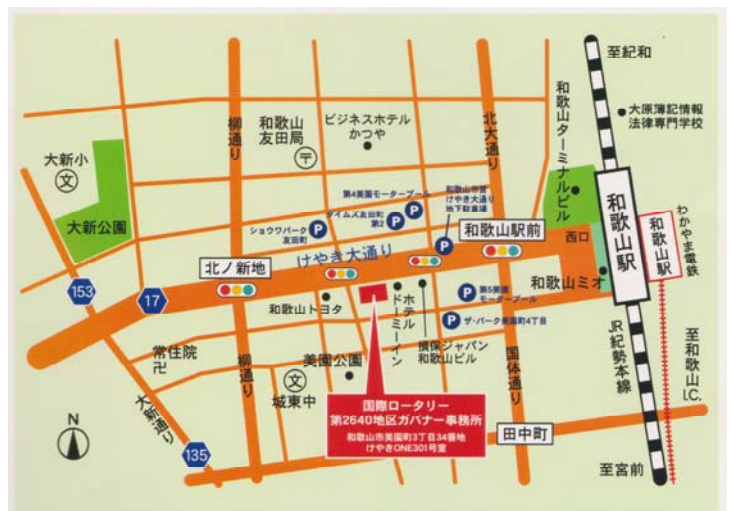 至紀和
大原簿記情報
法律専門学校
和歌山ターミナルビル
北大通り
柳通り
和歌山
友田局
〒
ビジネスホテル
かつや
大新小
文
大新公園
第4美園モータープール
P
タイムズ友田町
第2
P
ショウワパーク
友田町
P
和歌山市営
けやき大通り
地下駐車場
P
和歌山駅前
西口
和歌山駅
和歌山駅
わかやま電鉄
けやき大通り
北ノ新地
153
17
和歌山トヨタ
ホテル
ドーミーイン
損保ジャパン
和歌山ビル
第5美園
モータープール
P
ザ・パーク美園町4丁目
P
和歌山ミオ
JR紀勢本線
至和歌山I.C.
常住院
卍
大新通り
柳通り
美園公園
文
城東中
国体通り
国際ロータリー
第2640地区ガバナー事務所
和歌山市美園町3丁目34番地
けやきONE301号室
田中町
135
N
至宮前